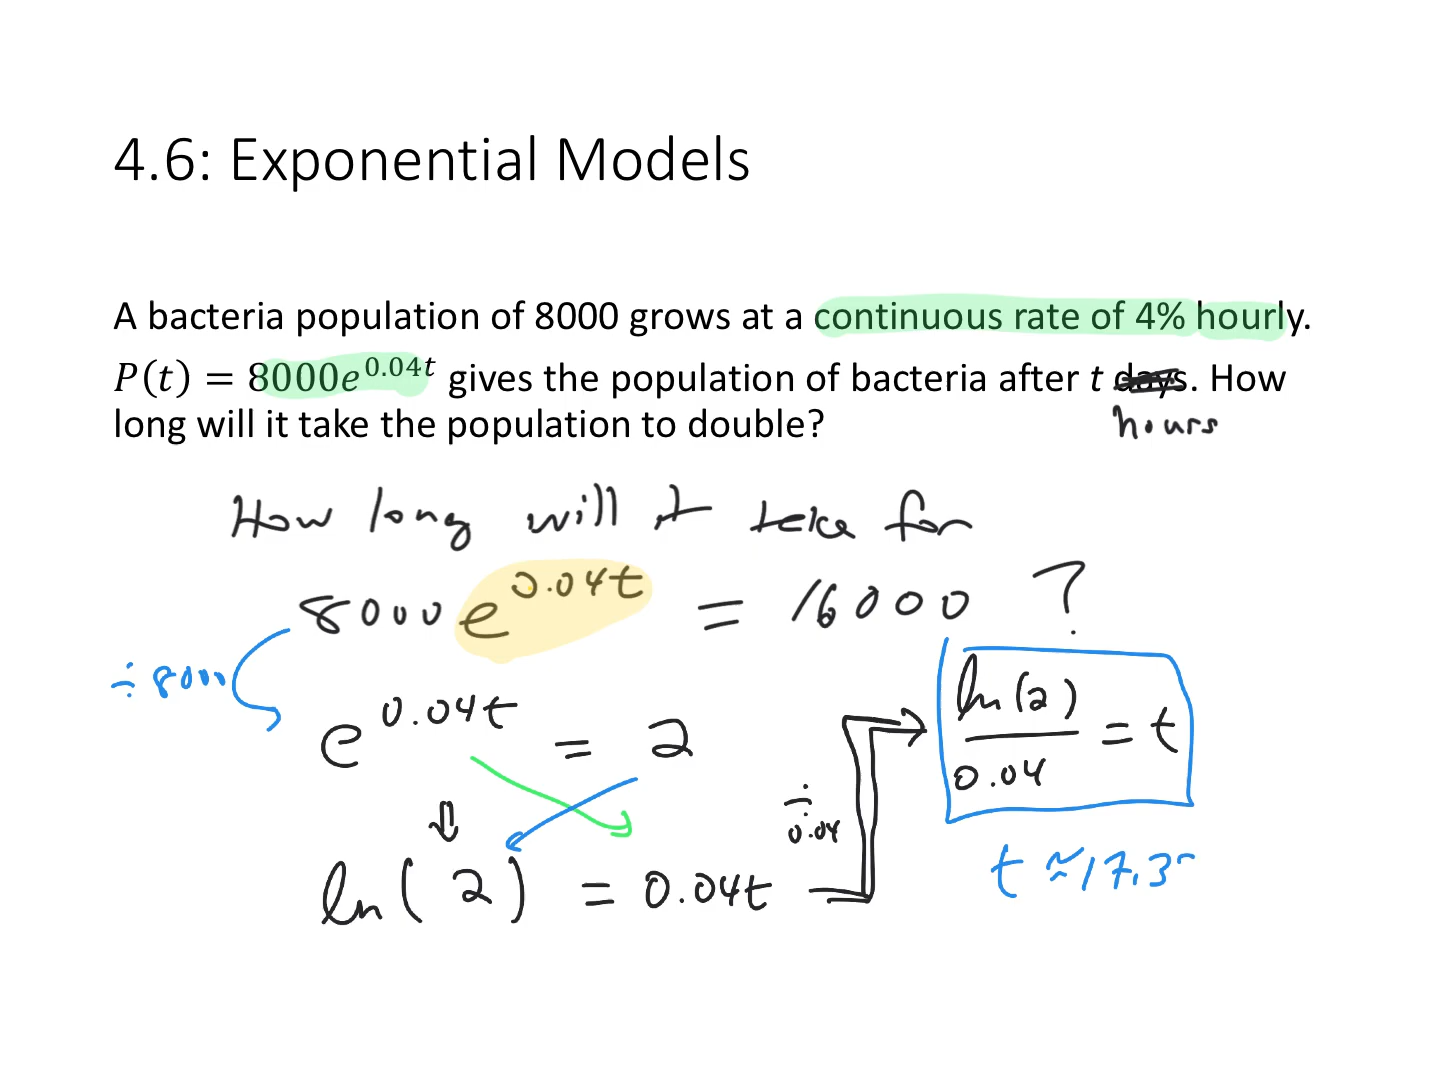 4.6: Exponential Models
A bacteria population of 8000 grows at a continuous rate of 4% hourly.
P(t) = 8000e^{0.04t} gives the population of bacteria after t days. How
long will it take the population to double?
hours
How long will it take for
8000e^{0.04t} = 16000 ?
÷ 8000
e^{0.04t} = 2
⇓
ln(2) = 0.04t
÷ 0.04
ln(2)/0.04 = t
t ≈ 17.3